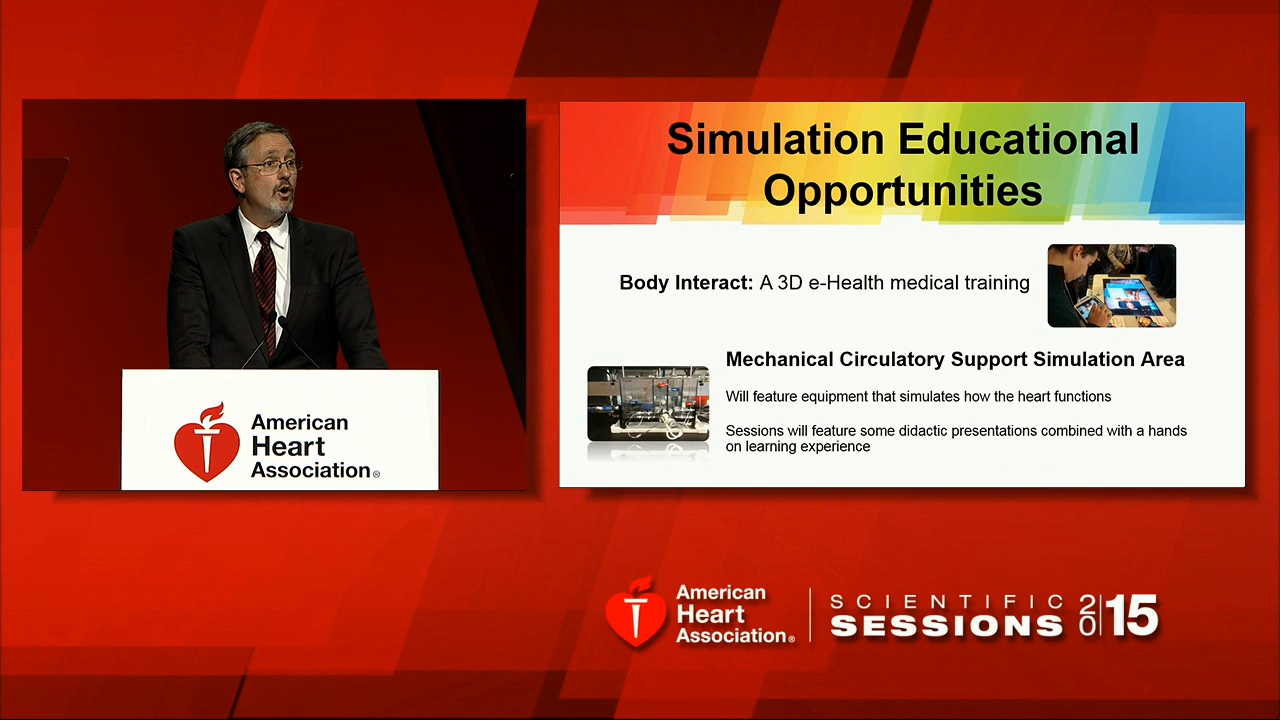 Simulation Educational
Opportunities
Body Interact: A 3D e-Health medical training
Mechanical Circulatory Support Simulation Area
Will feature equipment that simulates how the heart functions
Sessions will feature some didactic presentations combined with a hands
on learning experience
American
Heart
Association®
American
Heart
Association®
SCIENTIFIC
SESSIONS
20
15